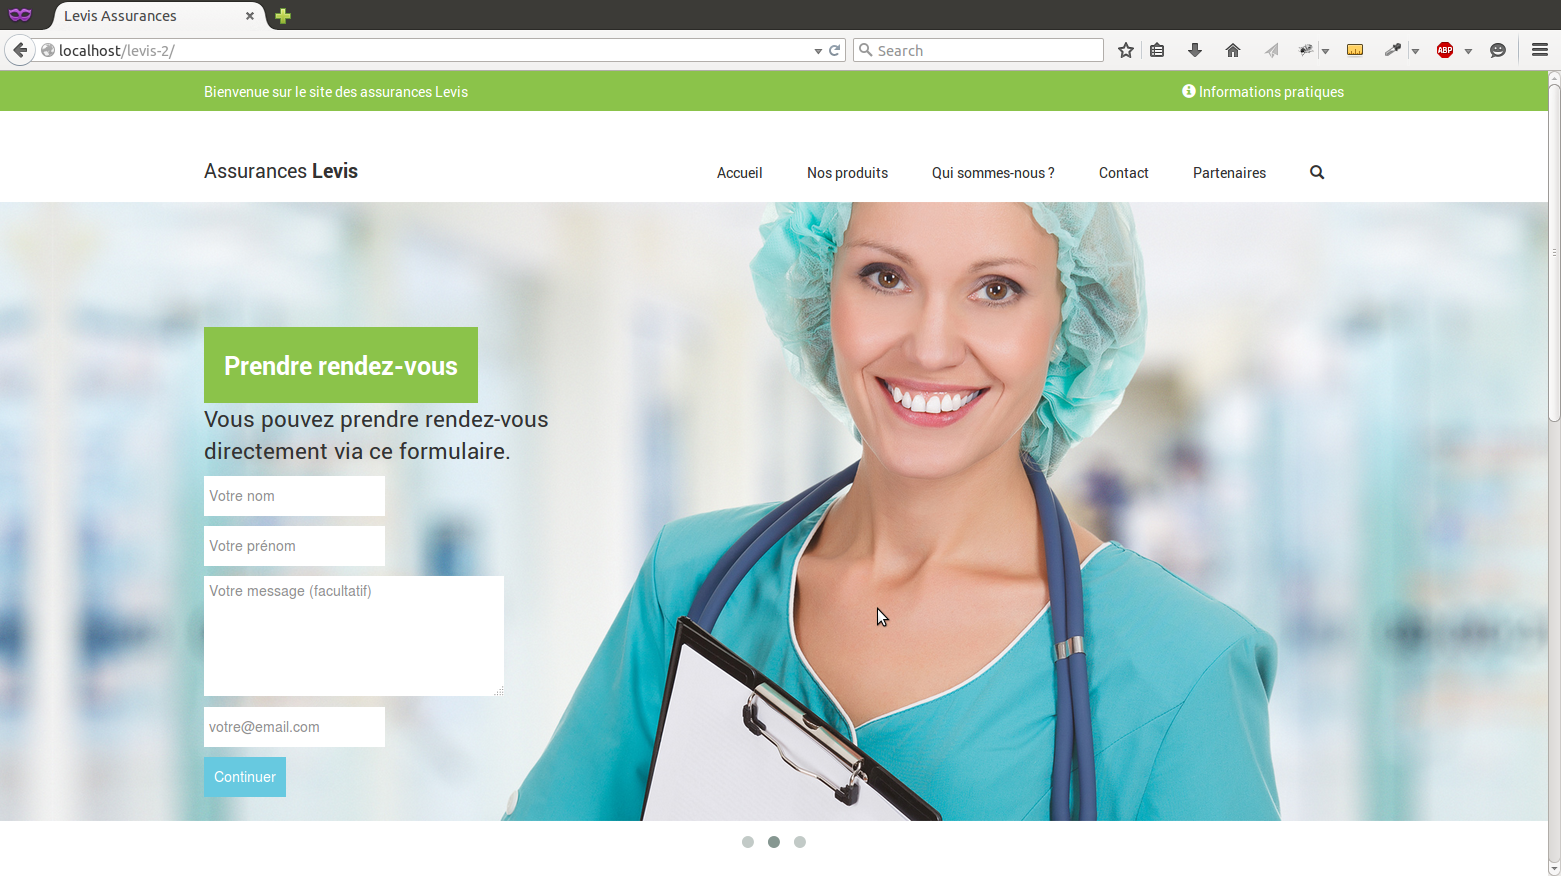 Levis Assurances
localhost/levis-2/
Search
ABP
Bienvenue sur le site des assurances Levis
Informations pratiques
Assurances Levis
Accueil
Nos produits
Qui sommes-nous ?
Contact
Partenaires
Prendre rendez-vous
Vous pouvez prendre rendez-vous
directement via ce formulaire.
Votre nom
Votre prénom
Votre message (facultatif)
votre@email.com
Continuer